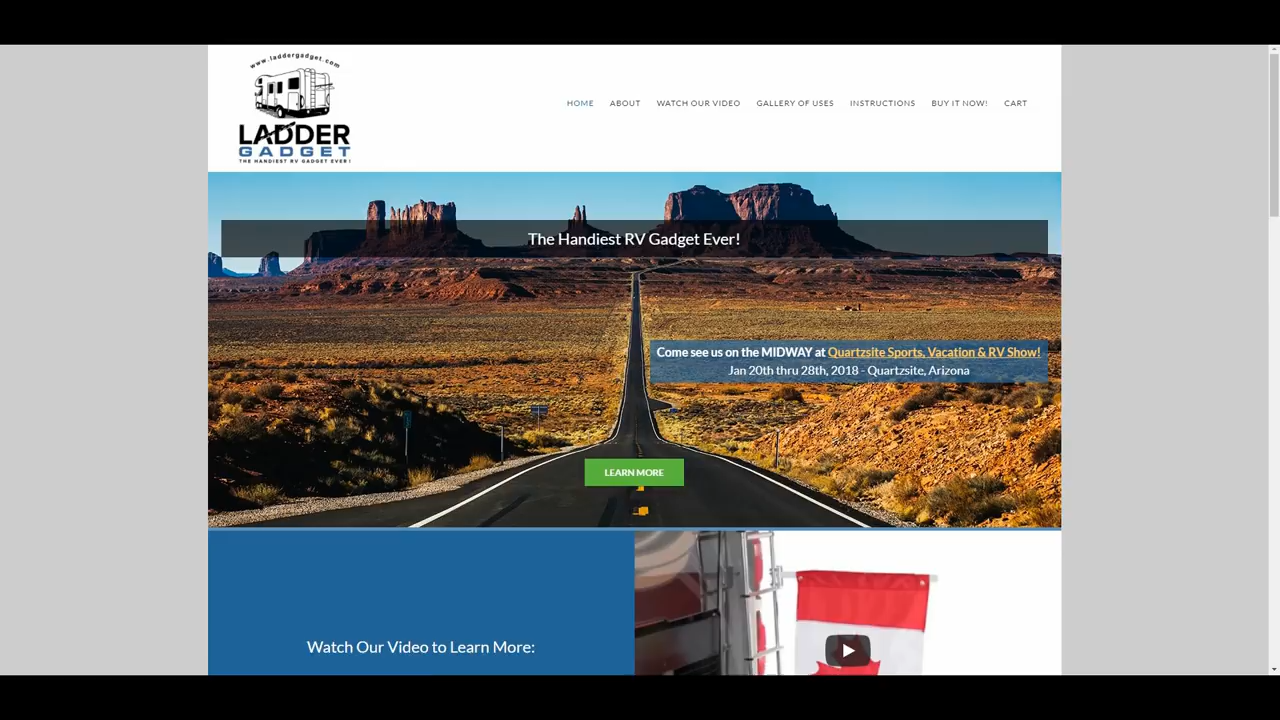 www.laddergadget.com
LADDER
GADGET
THE HANDIEST RV GADGET EVER!
HOME ABOUT WATCH OUR VIDEO GALLERY OF USES INSTRUCTIONS BUY IT NOW! CART
The Handiest RV Gadget Ever!
Come see us on the MIDWAY at Quartzsite Sports, Vacation & RV Show!
Jan 20th thru 28th, 2018 - Quartzsite, Arizona
LEARN MORE
Watch Our Video to Learn More: